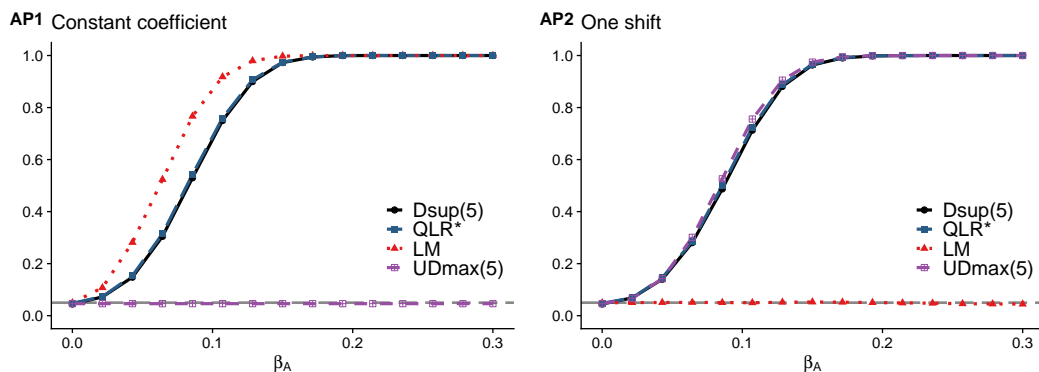 AP1 Constant coefficient
1.0
0.8
0.6
0.4
0.2
0.0
Dsup(5)
QLR*
LM
UDmax(5)
0.0 0.1 0.2 0.3
βA
AP2 One shift
1.0
0.8
0.6
0.4
0.2
0.0
Dsup(5)
QLR*
LM
UDmax(5)
0.0 0.1 0.2 0.3
βA